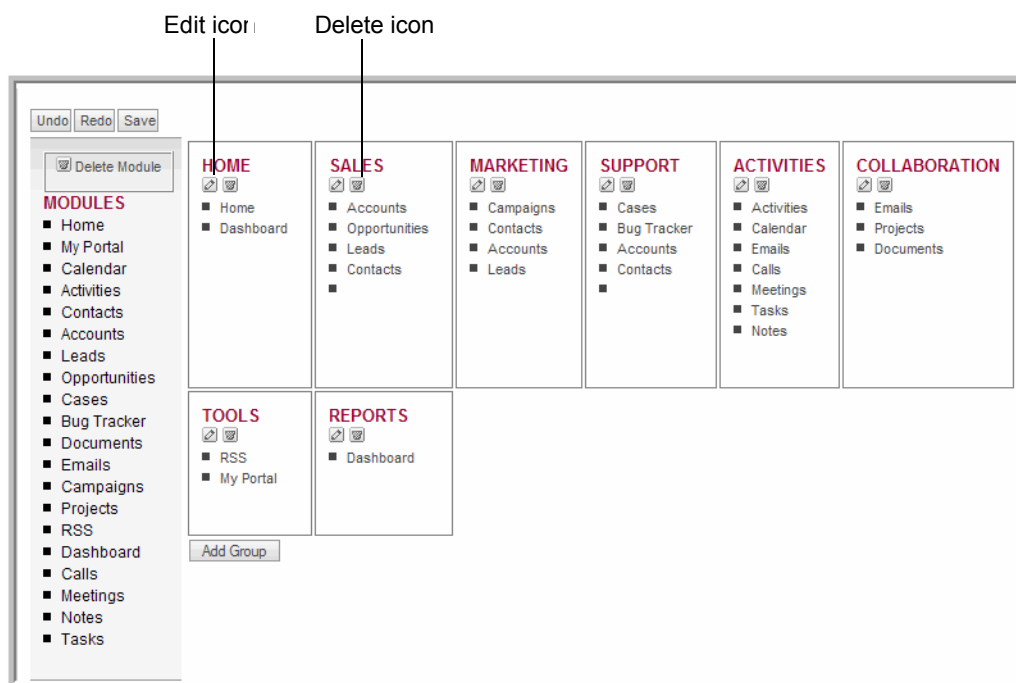 Edit icon
Delete icon
Undo Redo Save
Delete Module
MODULES
Home
My Portal
Calendar
Activities
Contacts
Accounts
Leads
Opportunities
Cases
Bug Tracker
Documents
Emails
Campaigns
Projects
RSS
Dashboard
Calls
Meetings
Notes
Tasks
HOME
Home
Dashboard
SALES
Accounts
Opportunities
Leads
Contacts
MARKETING
Campaigns
Contacts
Accounts
Leads
SUPPORT
Cases
Bug Tracker
Accounts
Contacts
ACTIVITIES
Activities
Calendar
Emails
Calls
Meetings
Tasks
Notes
COLLABORATION
Emails
Projects
Documents
TOOLS
RSS
My Portal
REPORTS
Dashboard
Add Group